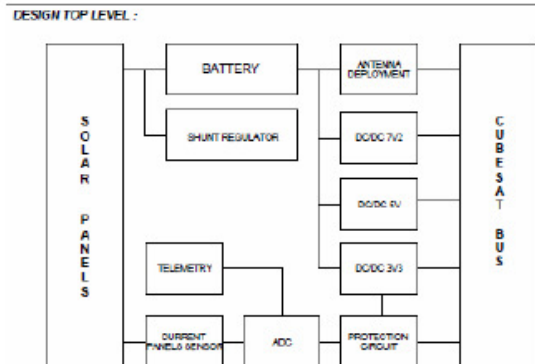 DESIGN TOP LEVEL :
SOLAR PANELS
BATTERY
SHUNT REGULATOR
ANTENNA
DEPLOYMENT
DC/DC 7V2
DC/DC 5V
DC/DC 3V3
CUBESAT BUS
TELEMETRY
CURRENT
PANELS SENSOR
ADC
PROTECTION
CIRCUIT